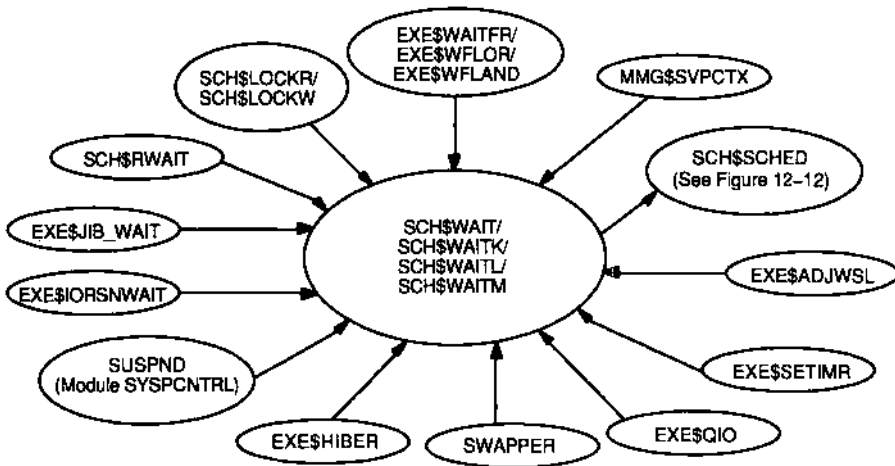 EXE$WAITFR/
EXE$WFLOR/
EXE$WFLAND
SCH$LOCKR/
SCH$LOCKW
MMG$SVPCTX
SCH$RWAIT
SCH$SCHED
(See Figure 12–12)
EXE$JIB_WAIT
SCH$WAIT/
SCH$WAITK/
SCH$WAITL/
SCH$WAITM
EXE$ADJWSL
EXE$IORSNWAIT
SUSPND
(Module SYSPCNTRL)
EXE$SETIMR
EXE$HIBER
SWAPPER
EXE$QIO